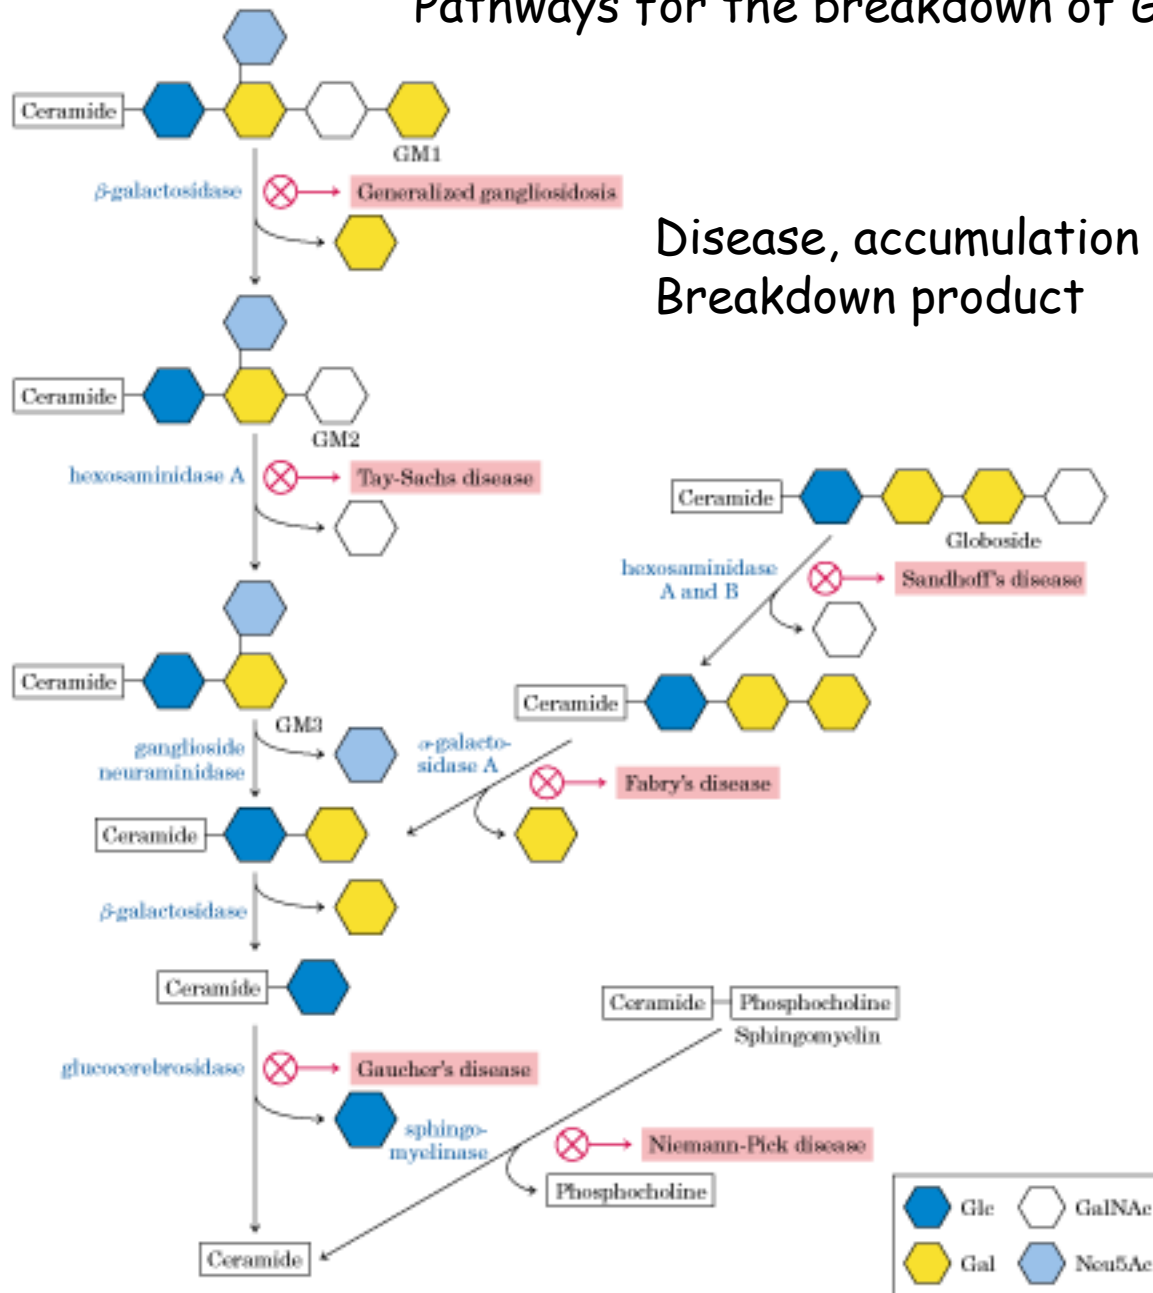 Pathways for the breakdown of G
Ceramide
GM1
β-galactosidase
Generalized gangliosidosis
Disease, accumulation
Breakdown product
Ceramide
GM2
hexosaminidase A
Tay-Sachs disease
Ceramide
Globoside
hexosaminidase
A and B
Sandhoff's disease
Ceramide
GM3
Ceramide
ganglioside
neuraminidase
α-galacto-
sidase A
Fabry's disease
Ceramide
β-galactosidase
Ceramide
Ceramide
Phosphocholine
Sphingomyelin
glucocerebrosidase
Gaucher's disease
sphingo-
myelinase
Niemann-Pick disease
Phosphocholine
Ceramide
Glc
GalNAc
Gal
Neu5Ac